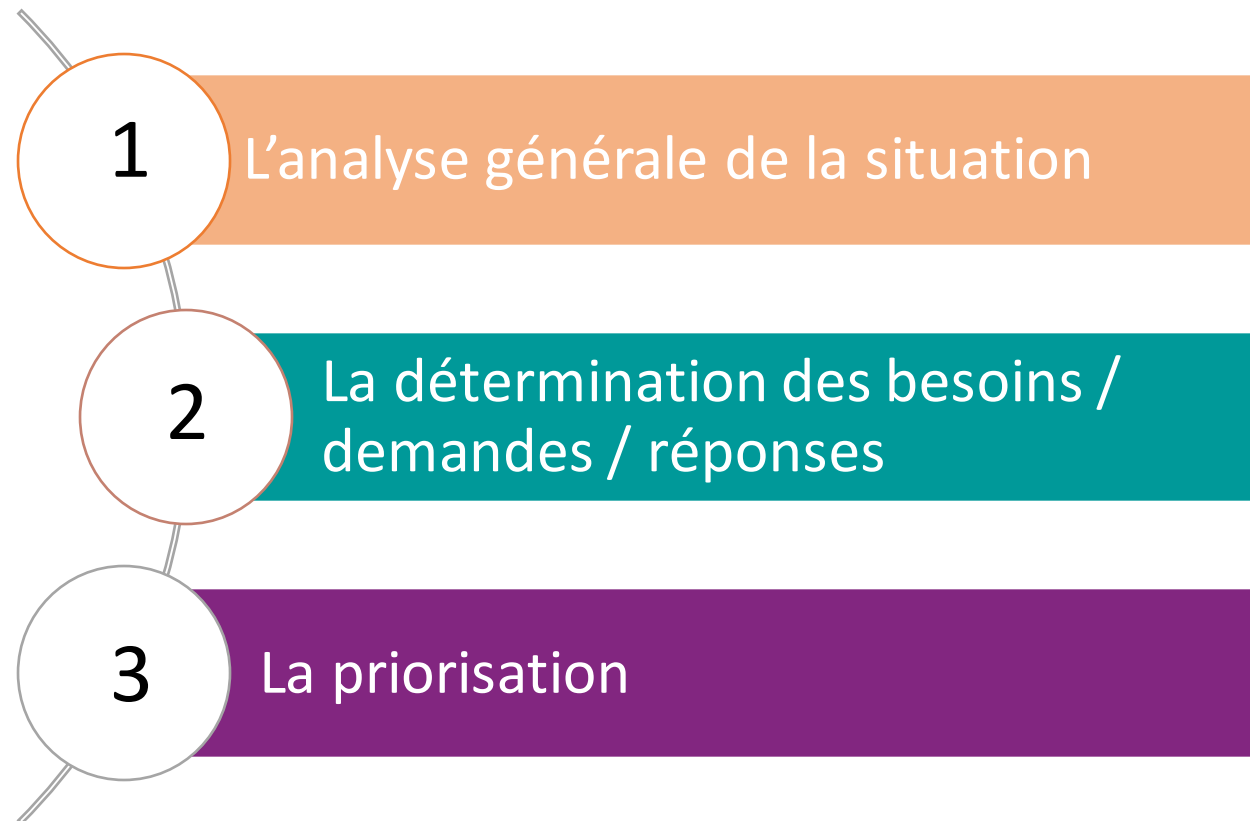 1
L’analyse générale de la situation
2
La détermination des besoins /
demandes / réponses
3
La priorisation